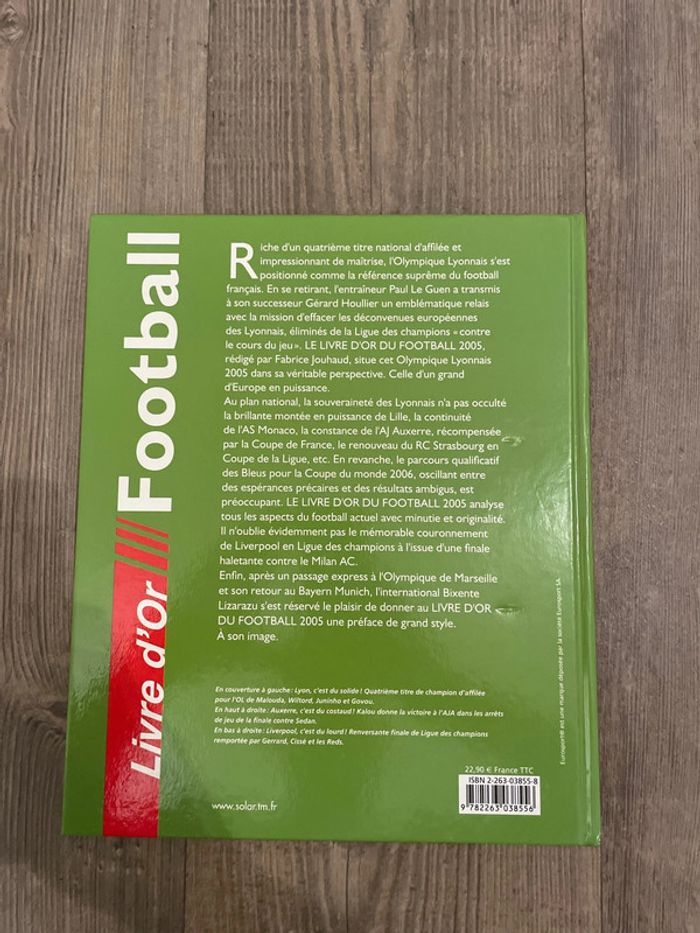 Livre d'Or Football
Riche d'un quatrième titre national d'affilée et
impressionnant de maîtrise, l'Olympique Lyonnais s'est
positionné comme la référence suprême du football
français. En se retirant, l'entraîneur Paul Le Guen a transmis
à son successeur Gérard Houllier un emblématique relais
avec la mission d'effacer les déconvenues européennes
des Lyonnais, éliminés de la Ligue des champions « contre
le cours du jeu ». LE LIVRE D'OR DU FOOTBALL 2005,
rédigé par Fabrice Jouhaud, situe cet Olympique Lyonnais
2005 dans sa véritable perspective. Celle d'un grand
d'Europe en puissance.
Au plan national, la souveraineté des Lyonnais n'a pas occulté
la brillante montée en puissance de Lille, la continuité
de l'AS Monaco, la constance de l'AJ Auxerre, récompensée
par la Coupe de France, le renouveau du RC Strasbourg en
Coupe de la Ligue, etc. En revanche, le parcours qualificatif
des Bleus pour la Coupe du monde 2006, oscillant entre
des espérances précaires et des résultats ambigus, est
préoccupant. LE LIVRE D'OR DU FOOTBALL 2005 analyse
tous les aspects du football actuel avec minutie et originalité.
Il n'oublie évidemment pas le mémorable couronnement
de Liverpool en Ligue des champions à l'issue d'une finale
haletante contre le Milan AC.
Enfin, après un passage express à l'Olympique de Marseille
et son retour au Bayern Munich, l'international Bixente
Lizarazu s'est réservé le plaisir de donner au LIVRE D'OR
DU FOOTBALL 2005 une préface de grand style.
À son image.
En couverture à gauche : Lyon, c'est du solide ! Quatrième titre de champion d'affilée
pour l'OL de Malouda, Wiltord, Juninho et Govou.
En haut à droite : Auxerre, c'est du costaud ! Kalou donne la victoire à l'AJA dans les arrêts
de jeu de la finale contre Sedan.
En bas à droite : Liverpool, c'est du lourd ! Renversante finale de Ligue des champions
remportée par Gerrard, Cissé et les Reds.
Eurosport® est une marque déposée par la société Eurosport SA.
22,90 € France TTC
ISBN 2-263-03855-8
9 782263 038556
www.solar.tm.fr